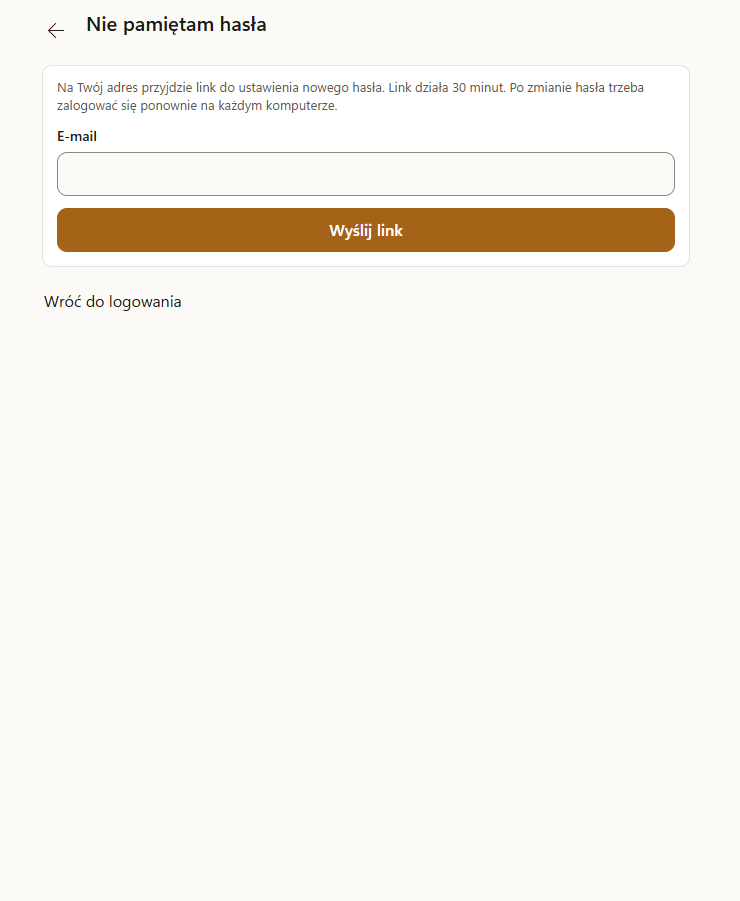 Nie pamiętam hasła
Na Twój adres przyjdzie link do ustawienia nowego hasła. Link działa 30 minut. Po zmianie hasła trzeba
zalogować się ponownie na każdym komputerze.
E-mail
Wyślij link
Wróć do logowania